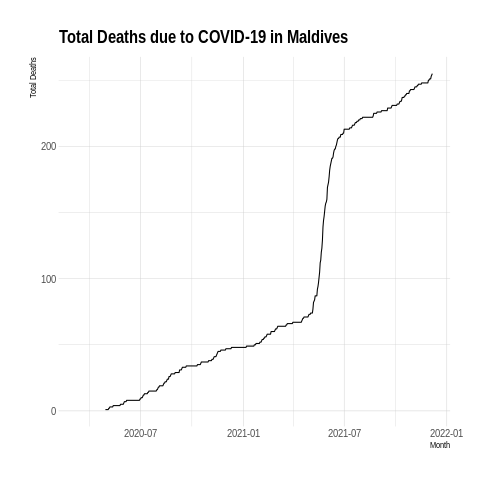 Total Deaths due to COVID-19 in Maldives
Total Deaths
200
100
0
2020-07 2021-01 2021-07 2022-01
Month